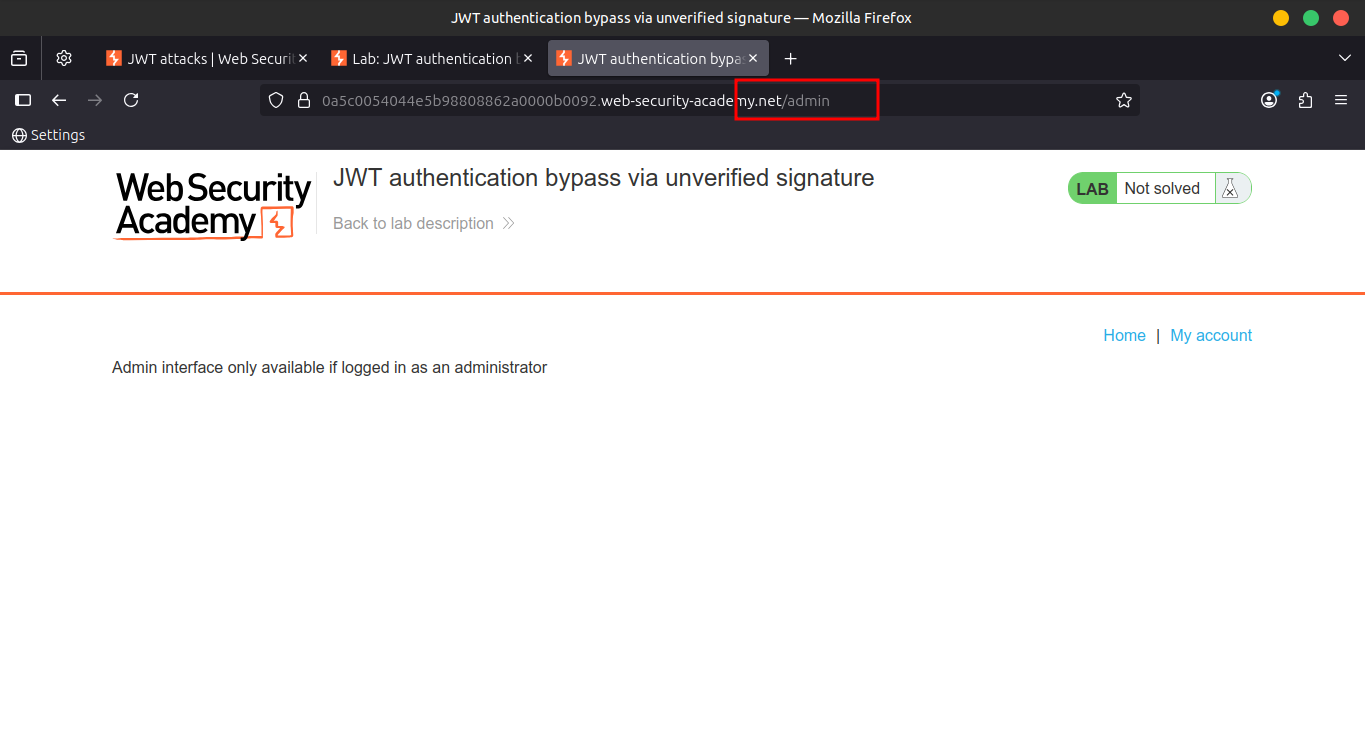 JWT authentication bypass via unverified signature — Mozilla Firefox
JWT attacks | Web Securit
Lab: JWT authentication b
JWT authentication bypa
0a5c0054044e5b98808862a0000b0092.web-security-academy.net/admin
Settings
Web Security
Academy
JWT authentication bypass via unverified signature
Back to lab description
LAB Not solved
Home | My account
Admin interface only available if logged in as an administrator